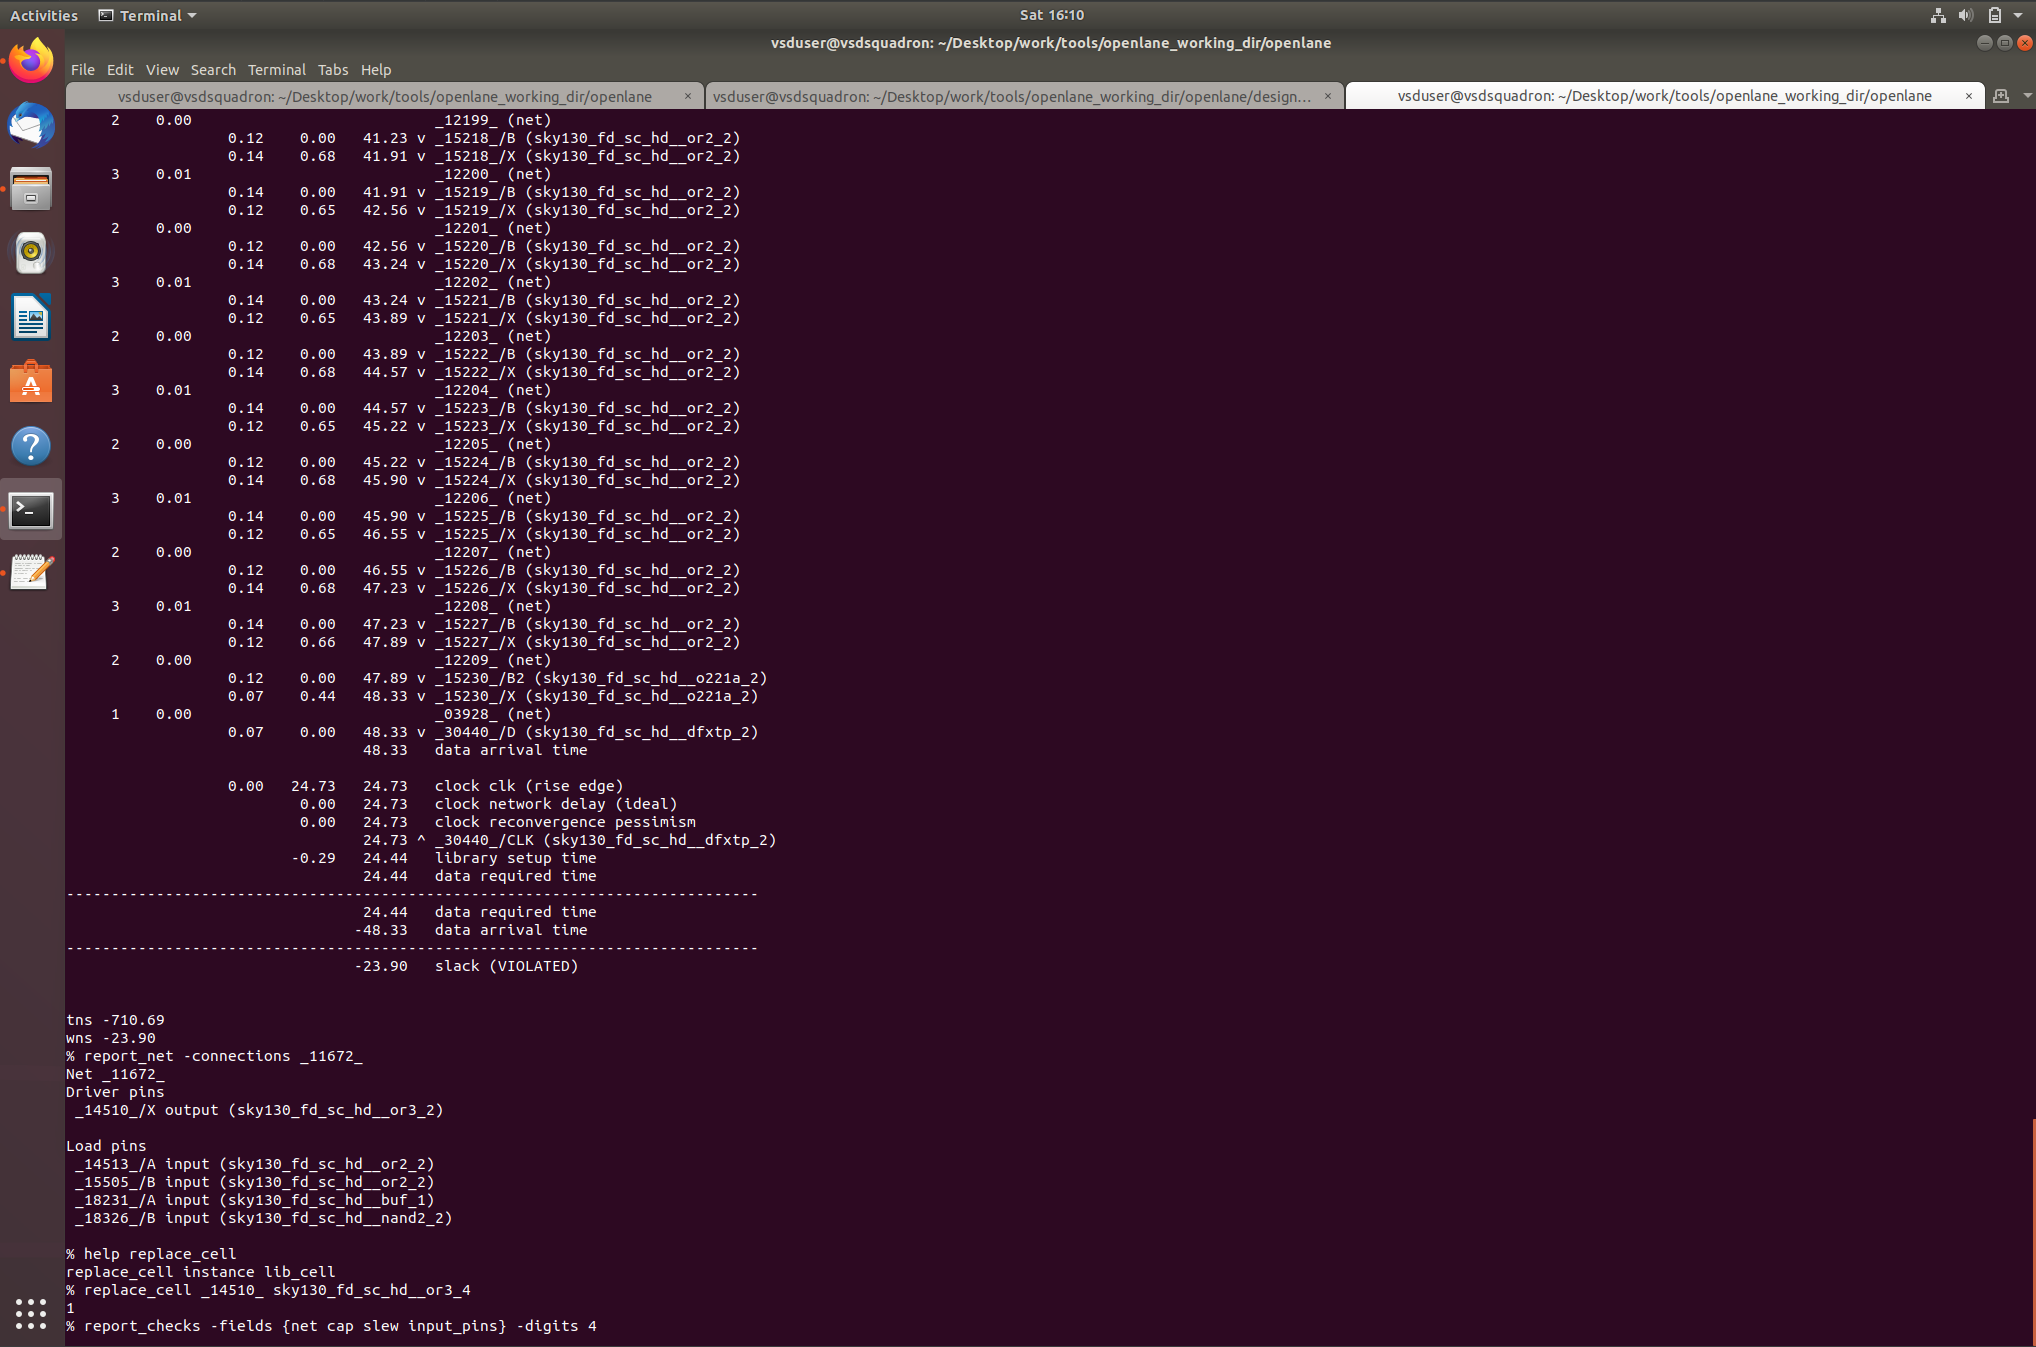 Activities Terminal Sat 16:10
vsduser@vsdsquadron: ~/Desktop/work/tools/openlane_working_dir/openlane
File Edit View Search Terminal Tabs Help
vsduser@vsdsquadron: ~/Desktop/work/tools/openlane_working_dir/openlane × vsduser@vsdsquadron: ~/Desktop/work/tools/openlane_working_dir/openlane/design... × vsduser@vsdsquadron: ~/Desktop/work/tools/openlane_working_dir/openlane ×
2 0.00 _12199_ (net)
0.12 0.00 41.23 v _15218_/B (sky130_fd_sc_hd__or2_2)
0.14 0.68 41.91 v _15218_/X (sky130_fd_sc_hd__or2_2)
3 0.01 _12200_ (net)
0.14 0.00 41.91 v _15219_/B (sky130_fd_sc_hd__or2_2)
0.12 0.65 42.56 v _15219_/X (sky130_fd_sc_hd__or2_2)
2 0.00 _12201_ (net)
0.12 0.00 42.56 v _15220_/B (sky130_fd_sc_hd__or2_2)
0.14 0.68 43.24 v _15220_/X (sky130_fd_sc_hd__or2_2)
3 0.01 _12202_ (net)
0.14 0.00 43.24 v _15221_/B (sky130_fd_sc_hd__or2_2)
0.12 0.65 43.89 v _15221_/X (sky130_fd_sc_hd__or2_2)
2 0.00 _12203_ (net)
0.12 0.00 43.89 v _15222_/B (sky130_fd_sc_hd__or2_2)
0.14 0.68 44.57 v _15222_/X (sky130_fd_sc_hd__or2_2)
3 0.01 _12204_ (net)
0.14 0.00 44.57 v _15223_/B (sky130_fd_sc_hd__or2_2)
0.12 0.65 45.22 v _15223_/X (sky130_fd_sc_hd__or2_2)
2 0.00 _12205_ (net)
0.12 0.00 45.22 v _15224_/B (sky130_fd_sc_hd__or2_2)
0.14 0.68 45.90 v _15224_/X (sky130_fd_sc_hd__or2_2)
3 0.01 _12206_ (net)
0.14 0.00 45.90 v _15225_/B (sky130_fd_sc_hd__or2_2)
0.12 0.65 46.55 v _15225_/X (sky130_fd_sc_hd__or2_2)
2 0.00 _12207_ (net)
0.12 0.00 46.55 v _15226_/B (sky130_fd_sc_hd__or2_2)
0.14 0.68 47.23 v _15226_/X (sky130_fd_sc_hd__or2_2)
3 0.01 _12208_ (net)
0.14 0.00 47.23 v _15227_/B (sky130_fd_sc_hd__or2_2)
0.12 0.66 47.89 v _15227_/X (sky130_fd_sc_hd__or2_2)
2 0.00 _12209_ (net)
0.12 0.00 47.89 v _15230_/B2 (sky130_fd_sc_hd__o221a_2)
0.07 0.44 48.33 v _15230_/X (sky130_fd_sc_hd__o221a_2)
1 0.00 _03928_ (net)
0.07 0.00 48.33 v _30440_/D (sky130_fd_sc_hd__dfxtp_2)
48.33 data arrival time
0.00 24.73 24.73 clock clk (rise edge)
0.00 24.73 clock network delay (ideal)
0.00 24.73 clock reconvergence pessimism
24.73 ^ _30440_/CLK (sky130_fd_sc_hd__dfxtp_2)
-0.29 24.44 library setup time
24.44 data required time
-----------------------------------------------------------------------------
24.44 data required time
-48.33 data arrival time
-----------------------------------------------------------------------------
-23.90 slack (VIOLATED)
tns -710.69
wns -23.90
% report_net -connections _11672_
Net _11672_
Driver pins
_14510_/X output (sky130_fd_sc_hd__or3_2)
Load pins
_14513_/A input (sky130_fd_sc_hd__or2_2)
_15505_/B input (sky130_fd_sc_hd__or2_2)
_18231_/A input (sky130_fd_sc_hd__buf_1)
_18326_/B input (sky130_fd_sc_hd__nand2_2)
% help replace_cell
replace_cell instance lib_cell
% replace_cell _14510_ sky130_fd_sc_hd__or3_4
1
% report_checks -fields {net cap slew input_pins} -digits 4